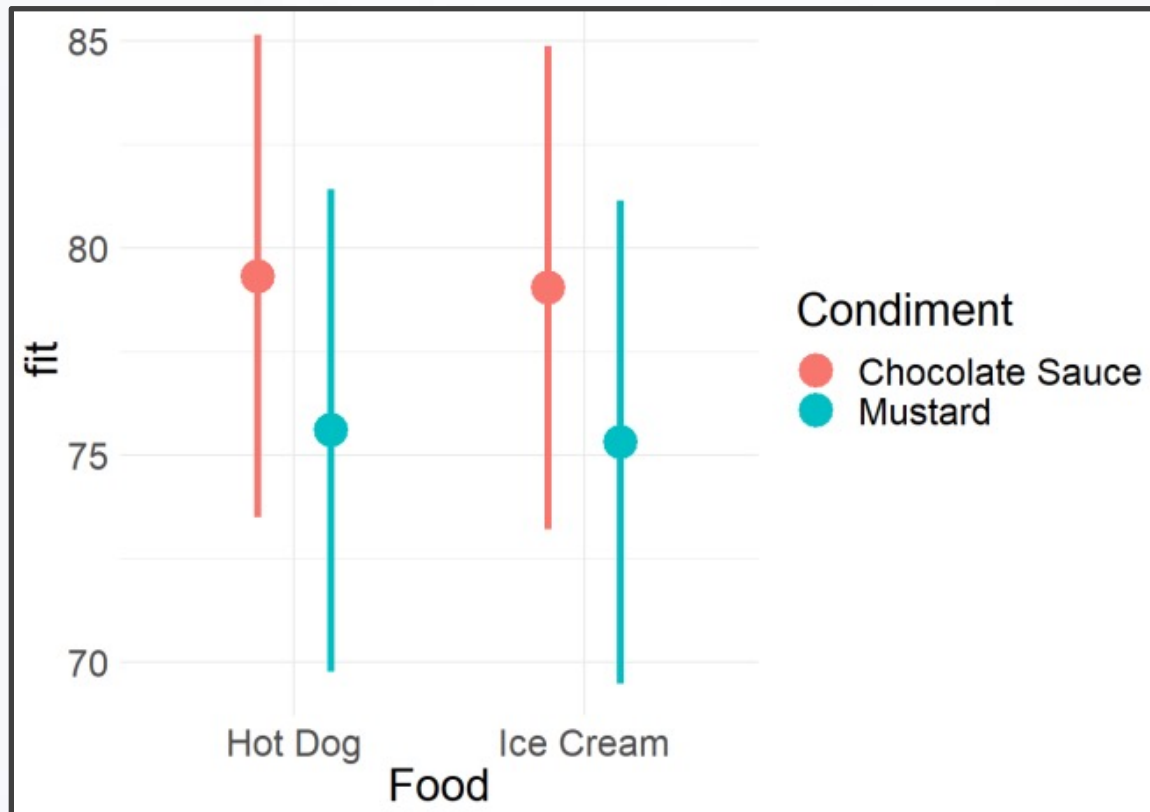 85
80
75
70
fit
Hot Dog
Ice Cream
Food
Condiment
Chocolate Sauce
Mustard